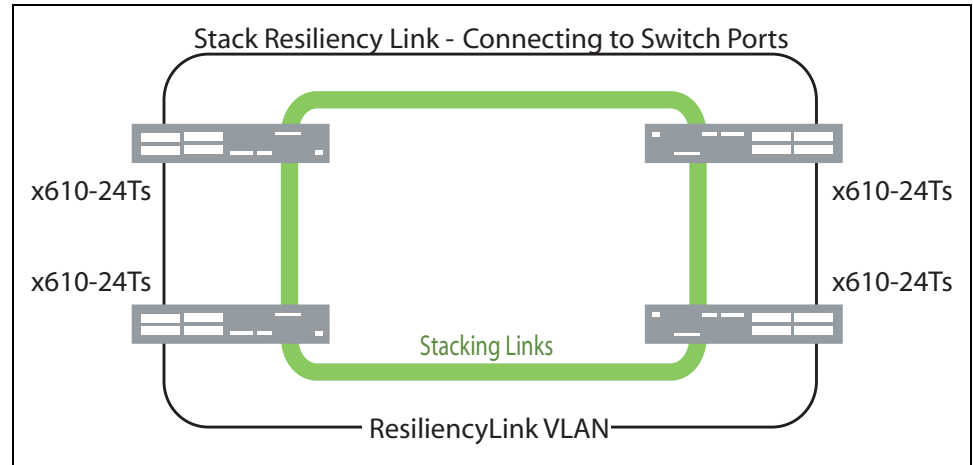 Stack Resiliency Link - Connecting to Switch Ports
x610-24Ts
x610-24Ts
x610-24Ts
x610-24Ts
Stacking Links
ResiliencyLink VLAN